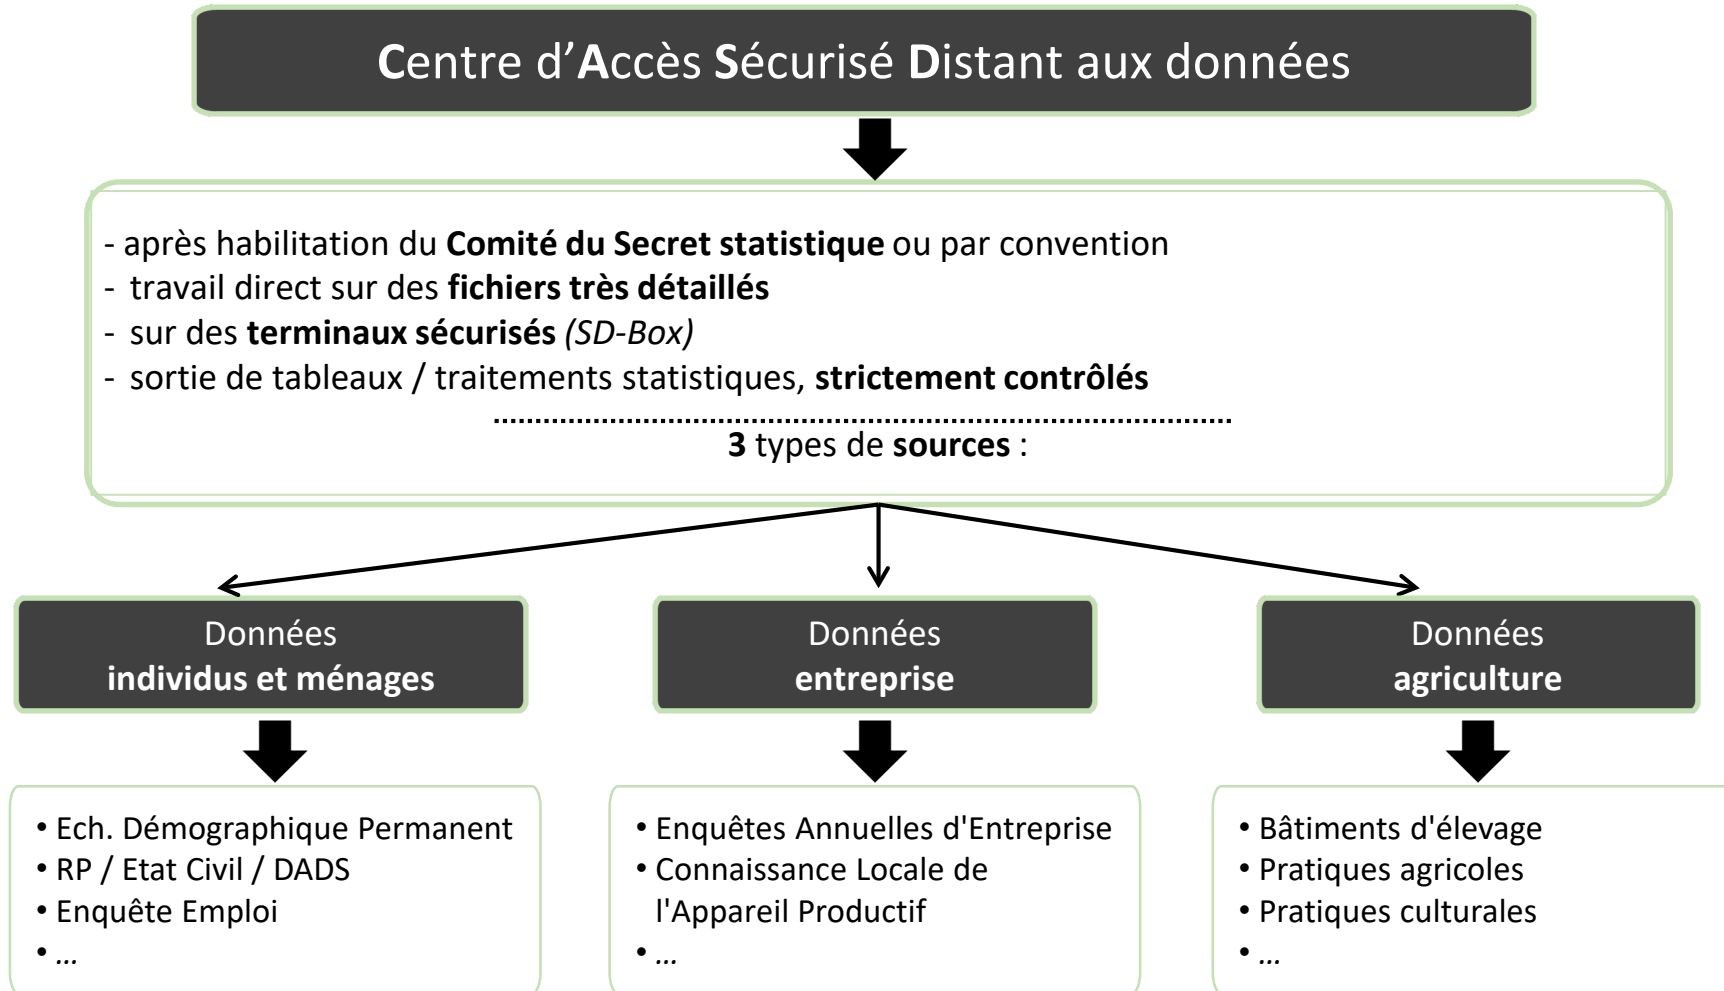 Centre d'Accès Sécurisé Distant aux données
- après habilitation du Comité du Secret statistique ou par convention
- travail direct sur des fichiers très détaillés
- sur des terminaux sécurisés (SD-Box)
- sortie de tableaux / traitements statistiques, strictement contrôlés
3 types de sources :
Données
individus et ménages
• Ech. Démographique Permanent
• RP / Etat Civil / DADS
• Enquête Emploi
• ...
Données
entreprise
• Enquêtes Annuelles d'Entreprise
• Connaissance Locale de
l'Appareil Productif
• ...
Données
agriculture
• Bâtiments d'élevage
• Pratiques agricoles
• Pratiques culturales
• ...